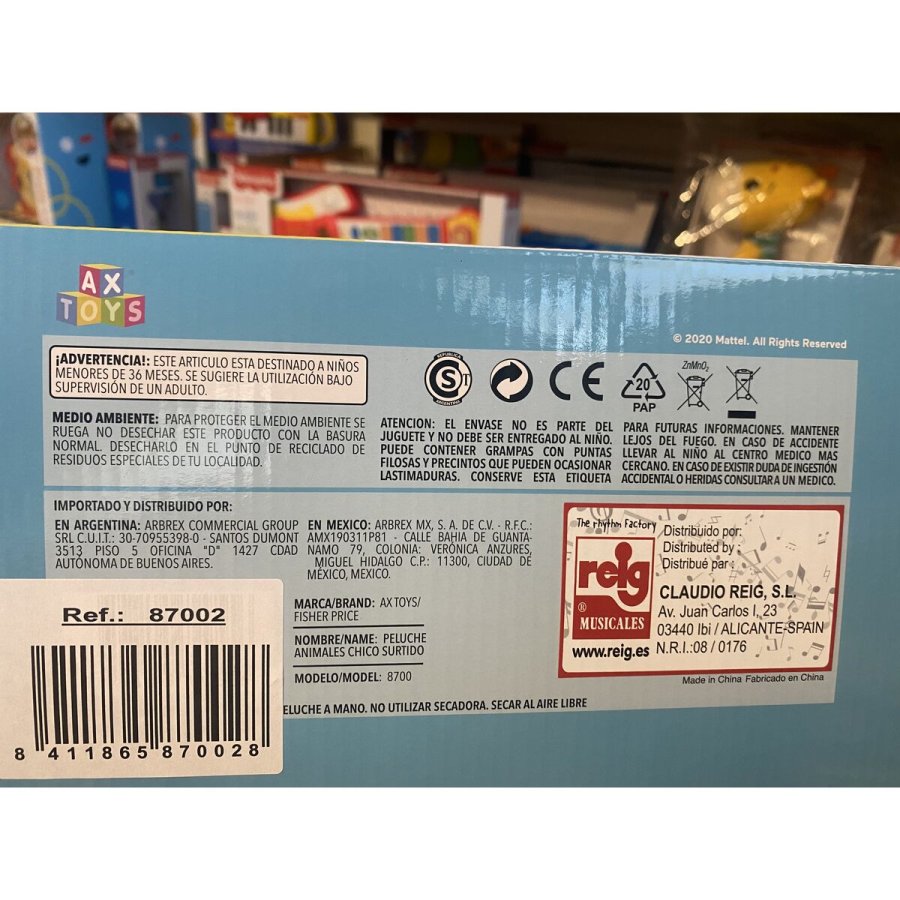 AX
TOYS
© 2020 Mattel. All Rights Reserved
¡ADVERTENCIA!: ESTE ARTICULO ESTA DESTINADO A NIÑOS
MENORES DE 36 MESES. SE SUGIERE LA UTILIZACIÓN BAJO
SUPERVISIÓN DE UN ADULTO.
REPUBLICA
S T
ARGENTINA
CE
20
PAP
ZnMnO2
MEDIO AMBIENTE: PARA PROTEGER EL MEDIO AMBIENTE SE
RUEGA NO DESECHAR ESTE PRODUCTO CON LA BASURA
NORMAL. DESECHARLO EN EL PUNTO DE RECICLADO DE
RESIDUOS ESPECIALES DE TU LOCALIDAD.
ATENCION: EL ENVASE NO ES PARTE DEL
JUGUETE Y NO DEBE SER ENTREGADO AL NIÑO.
PUEDE CONTENER GRAMPAS CON PUNTAS
FILOSAS Y PRECINTOS QUE PUEDEN OCASIONAR
LASTIMADURAS. CONSERVE ESTA ETIQUETA
PARA FUTURAS INFORMACIONES. MANTENER
LEJOS DEL FUEGO. EN CASO DE ACCIDENTE
LLEVAR AL NIÑO AL CENTRO MEDICO MAS
CERCANO. EN CASO DE EXISTIR DUDA DE INGESTIÓN
ACCIDENTAL O HERIDAS CONSULTAR A UN MEDICO.
IMPORTADO Y DISTRIBUIDO POR:
EN ARGENTINA: ARBREX COMMERCIAL GROUP
SRL C.U.I.T.: 30-70955398-0 - SANTOS DUMONT
3513 PISO 5 OFICINA "D" 1427 CDAD
AUTÓNOMA DE BUENOS AIRES.
EN MEXICO: ARBREX MX, S. A. DE C.V. - R.F.C.:
AMX190311P81 - CALLE BAHIA DE GUANTA-
NAMO 79, COLONIA: VERÓNICA ANZURES,
MIGUEL HIDALGO C.P.: 11300, CIUDAD DE
MÉXICO, MEXICO.
MARCA/BRAND: AX TOYS/
FISHER PRICE
NOMBRE/NAME: PELUCHE
ANIMALES CHICO SURTIDO
MODELO/MODEL: 8700
PELUCHE A MANO. NO UTILIZAR SECADORA. SECAR AL AIRE LIBRE
The rhythm Factory
reig
®
MUSICALES
www.reig.es
Distribuido por:
Distributed by :
Distribué par :
CLAUDIO REIG, S.L.
Av. Juan Carlos I, 23
03440 Ibi / ALICANTE-SPAIN
N.R.I.:08 / 0176
Made in China Fabricado en China
Ref.: 87002
8 411865 870028